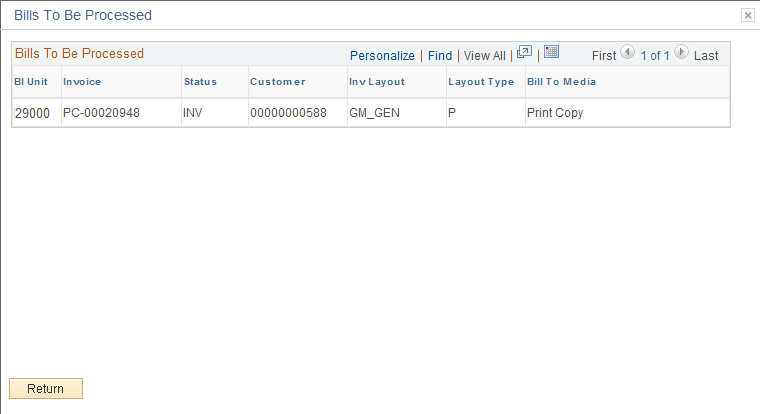 Bills To Be Processed
Bills To Be Processed Personalize | Find | View All | | First 1 of 1 Last
BI Unit Invoice Status Customer Inv Layout Layout Type Bill To Media
29000 PC-00020948 INV 00000000588 GM_GEN P Print Copy
Return